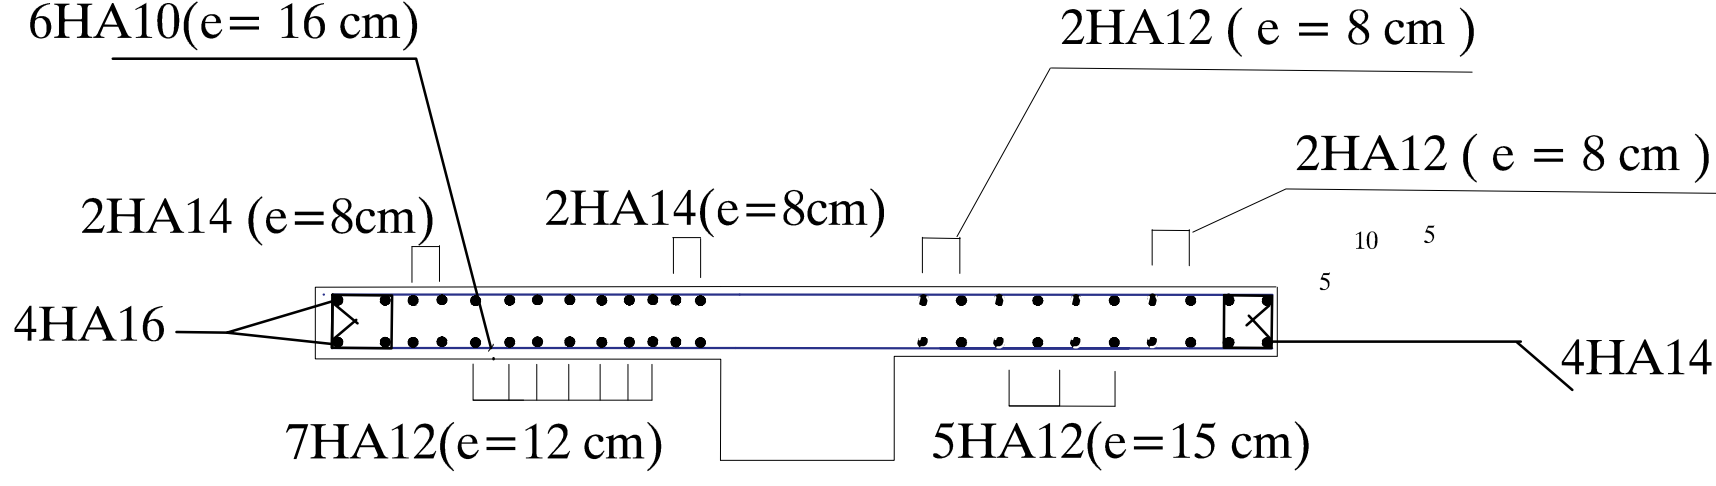 6HA10(e= 16 cm)
2HA12 ( e = 8 cm )
2HA12 ( e = 8 cm )
2HA14 (e=8cm)
2HA14(e=8cm)
10 5
5
4HA16
4HA14
7HA12(e=12 cm)
5HA12(e=15 cm)